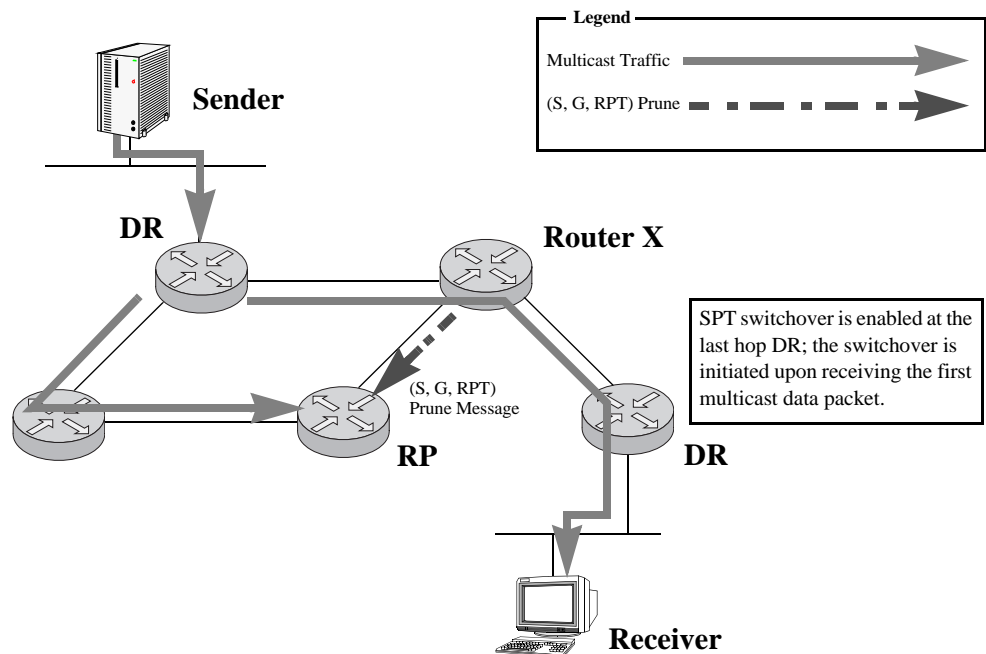 Legend
Multicast Traffic
(S, G, RPT) Prune
Sender
DR
Router X
SPT switchover is enabled at the
last hop DR; the switchover is
initiated upon receiving the first
multicast data packet.
(S, G, RPT)
Prune Message
RP
DR
Receiver